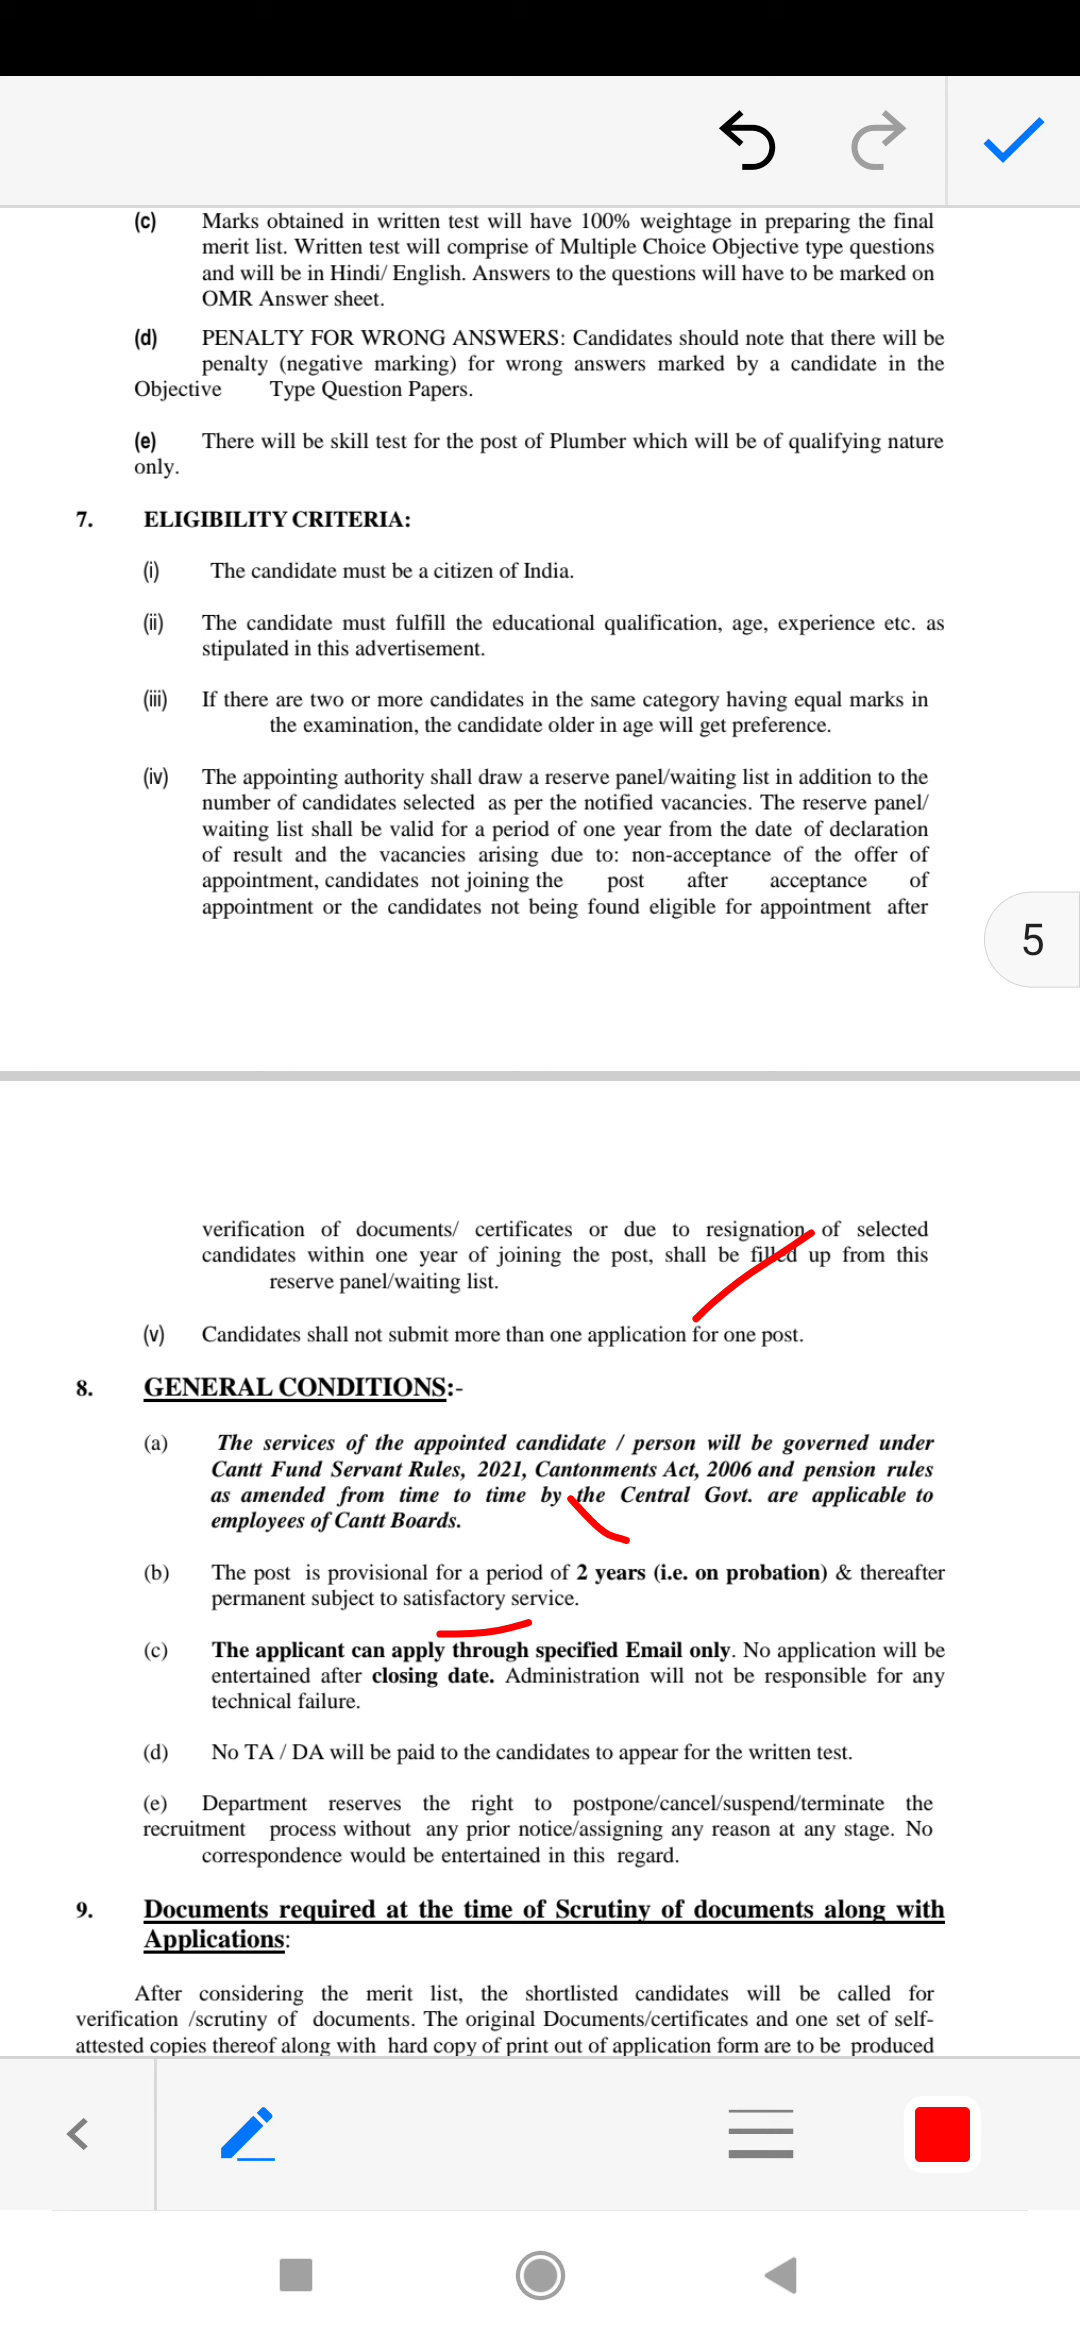 (c) Marks obtained in written test will have 100% weightage in preparing the final
merit list. Written test will comprise of Multiple Choice Objective type questions
and will be in Hindi/ English. Answers to the questions will have to be marked on
OMR Answer sheet.
(d) PENALTY FOR WRONG ANSWERS: Candidates should note that there will be
penalty (negative marking) for wrong answers marked by a candidate in the
Objective Type Question Papers.
(e) There will be skill test for the post of Plumber which will be of qualifying nature
only.
7. ELIGIBILITY CRITERIA:
(i) The candidate must be a citizen of India.
(ii) The candidate must fulfill the educational qualification, age, experience etc. as
stipulated in this advertisement.
(iii) If there are two or more candidates in the same category having equal marks in
the examination, the candidate older in age will get preference.
(iv) The appointing authority shall draw a reserve panel/waiting list in addition to the
number of candidates selected as per the notified vacancies. The reserve panel/
waiting list shall be valid for a period of one year from the date of declaration
of result and the vacancies arising due to: non-acceptance of the offer of
appointment, candidates not joining the post after acceptance of
appointment or the candidates not being found eligible for appointment after
5
verification of documents/ certificates or due to resignation of selected
candidates within one year of joining the post, shall be filled up from this
reserve panel/waiting list.
(v) Candidates shall not submit more than one application for one post.
8. GENERAL CONDITIONS:-
(a) The services of the appointed candidate / person will be governed under
Cantt Fund Servant Rules, 2021, Cantonments Act, 2006 and pension rules
as amended from time to time by the Central Govt. are applicable to
employees of Cantt Boards.
(b) The post is provisional for a period of 2 years (i.e. on probation) & thereafter
permanent subject to satisfactory service.
(c) The applicant can apply through specified Email only. No application will be
entertained after closing date. Administration will not be responsible for any
technical failure.
(d) No TA / DA will be paid to the candidates to appear for the written test.
(e) Department reserves the right to postpone/cancel/suspend/terminate the
recruitment process without any prior notice/assigning any reason at any stage. No
correspondence would be entertained in this regard.
9. Documents required at the time of Scrutiny of documents along with
Applications:
After considering the merit list, the shortlisted candidates will be called for
verification /scrutiny of documents. The original Documents/certificates and one set of self-
attested copies thereof along with hard copy of print out of application form are to be produced